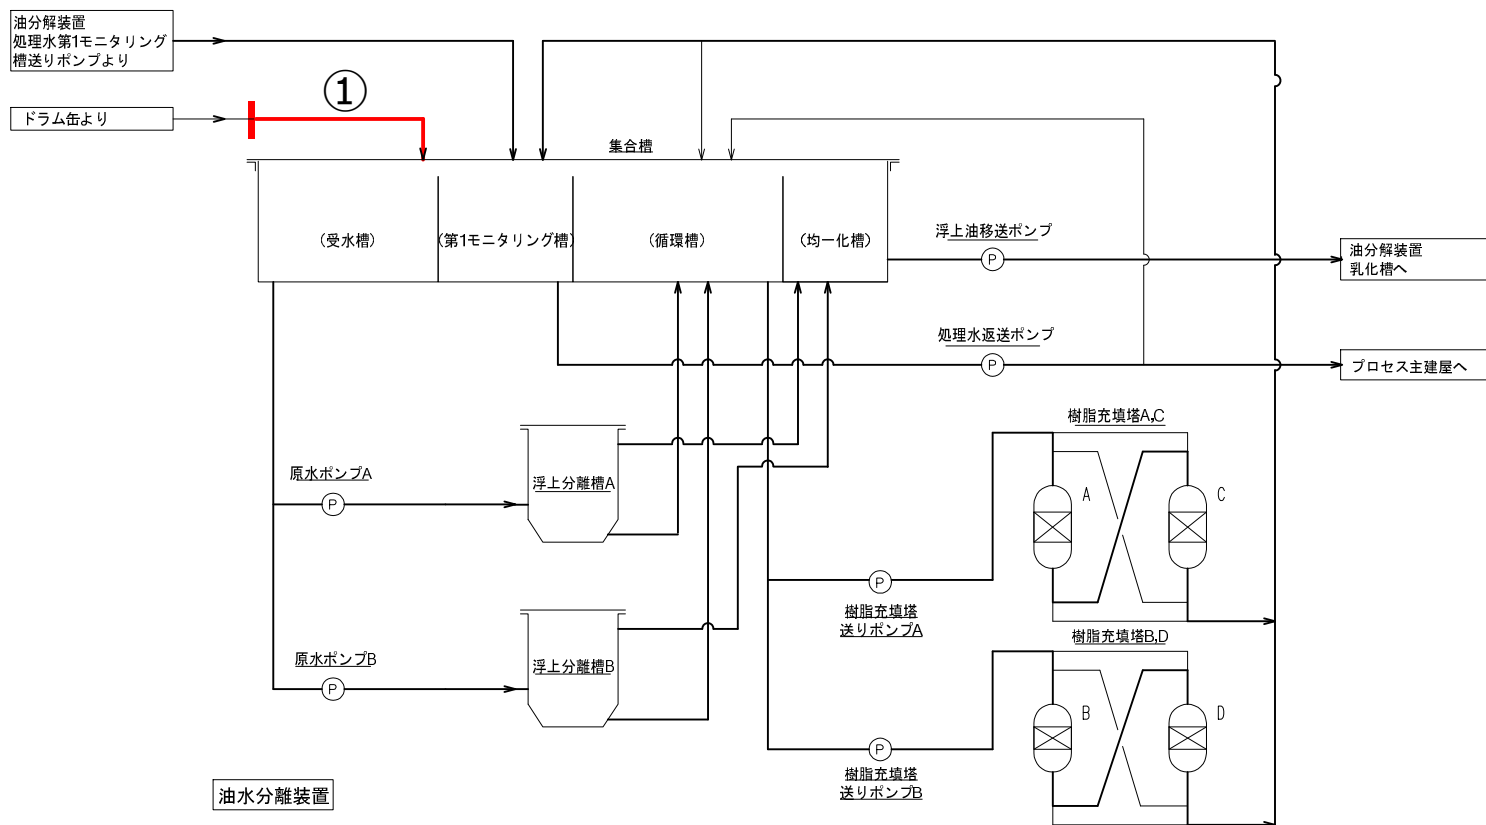 油分解装置
処理水第1モニタリング
槽送りポンプより
①
ドラム缶より
集合槽
(受水槽)
(第1モニタリング槽)
(循環槽)
(均一化槽)
浮上油移送ポンプ
P
油分解装置
乳化槽へ
処理水返送ポンプ
P
プロセス主建屋へ
樹脂充填塔A,C
原水ポンプA
P
浮上分離槽A
A
C
P
樹脂充填塔
送りポンプA
樹脂充填塔B,D
原水ポンプB
P
浮上分離槽B
B
D
P
樹脂充填塔
送りポンプB
油水分離装置